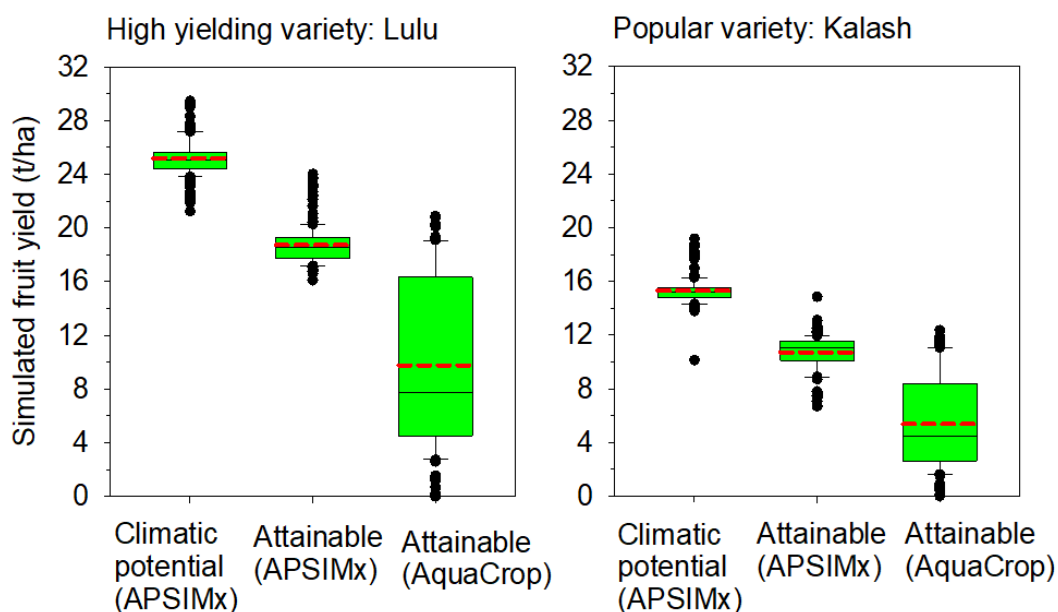 High yielding variety: Lulu
Popular variety: Kalash
Simulated fruit yield (t/ha)
32
28
24
20
16
12
8
4
0
32
28
24
20
16
12
8
4
0
Climatic
potential
(APSIMx)
Attainable
(APSIMx)
Attainable
(AquaCrop)
Climatic
potential
(APSIMx)
Attainable
(APSIMx)
Attainable
(AquaCrop)